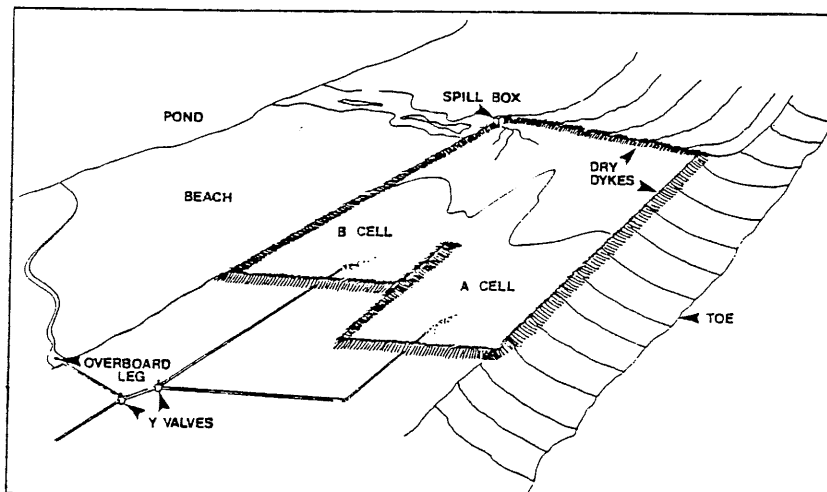 SPILL BOX
POND
DRY
DYKES
BEACH
B CELL
A CELL
TOE
OVERBOARD
LEG
Y VALVES